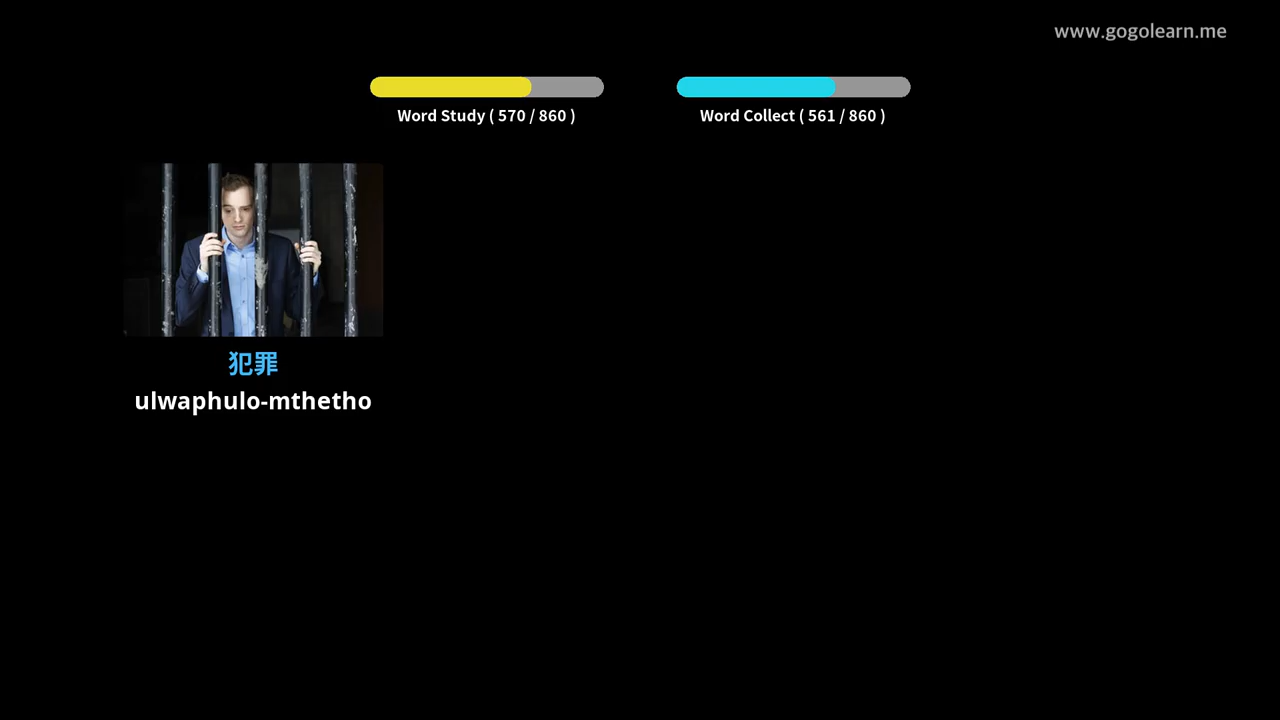 www.gogolearn.me
Word Study ( 570 / 860 )
Word Collect ( 561 / 860 )
犯罪
ulwaphulo-mthetho